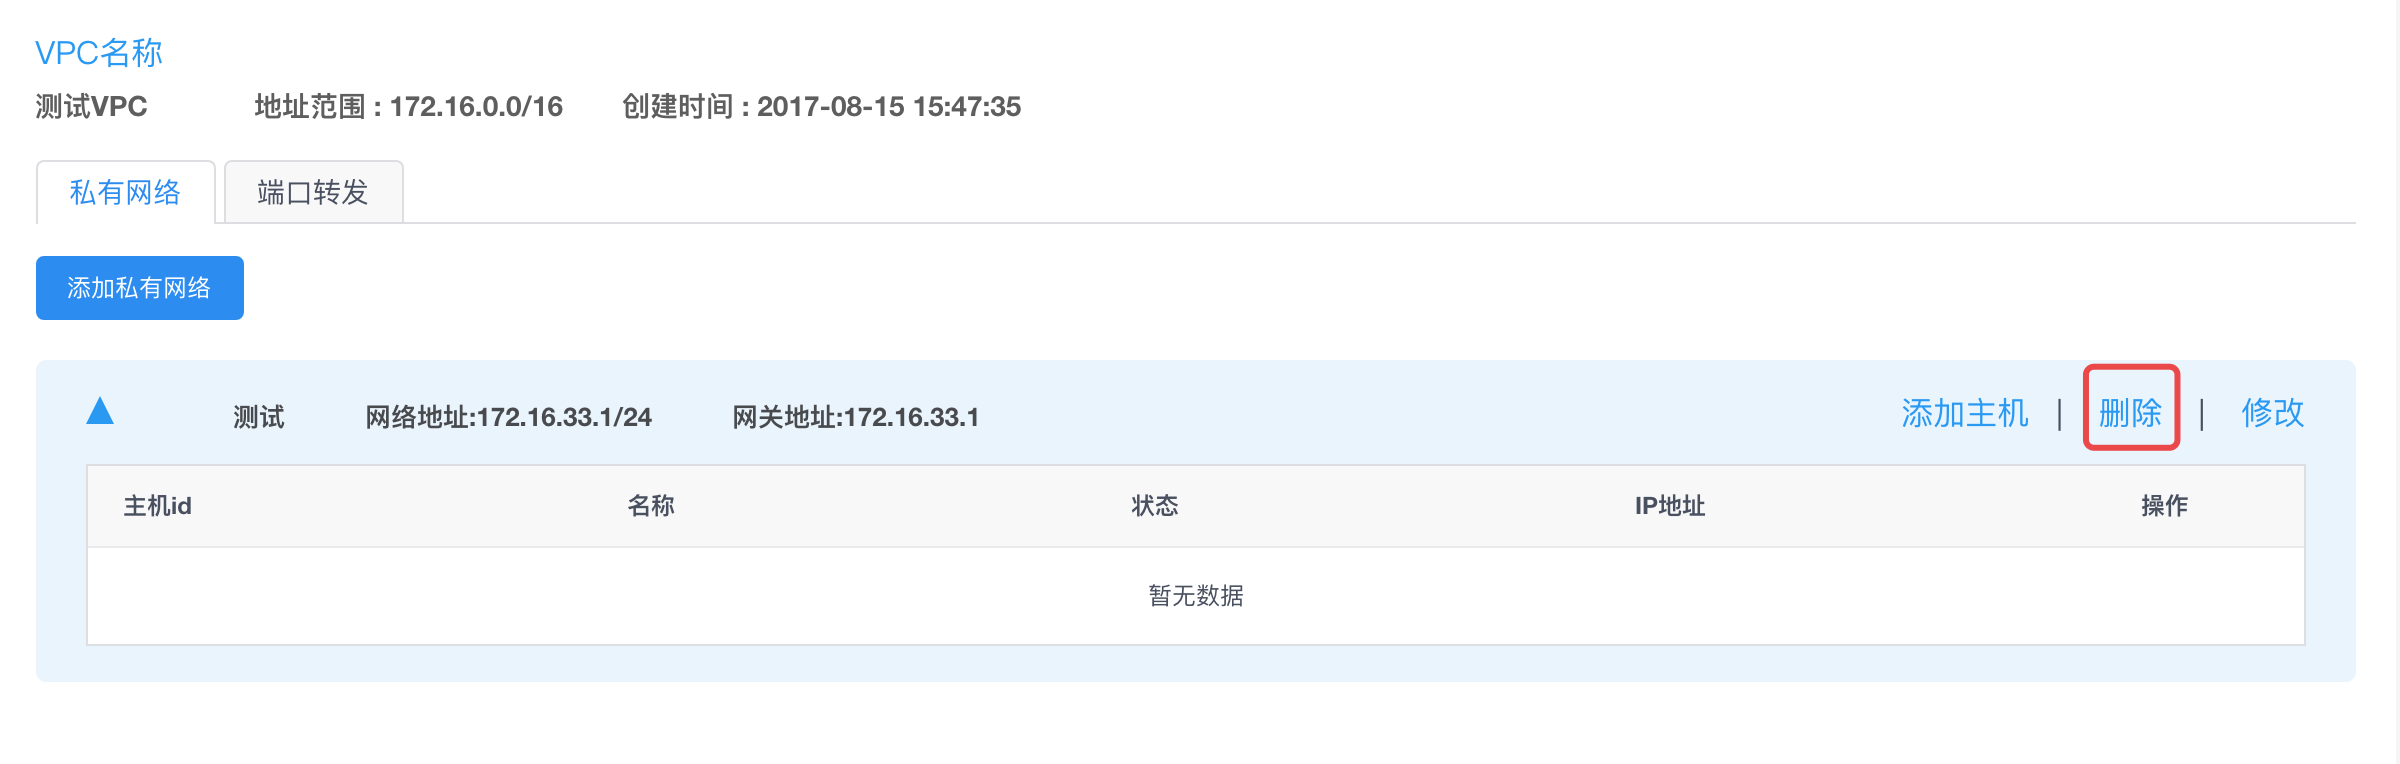 VPC名称
测试VPC 地址范围 : 172.16.0.0/16 创建时间 : 2017-08-15 15:47:35
私有网络 端口转发
添加私有网络
测试 网络地址:172.16.33.1/24 网关地址:172.16.33.1 添加主机 | 删除 | 修改
主机id 名称 状态 IP地址 操作
暂无数据